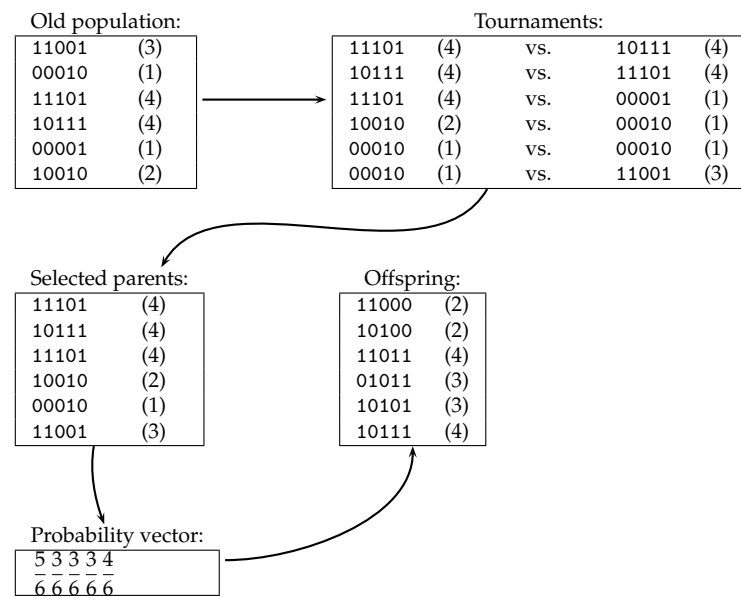 Old population:
11001 (3)
00010 (1)
11101 (4)
10111 (4)
00001 (1)
10010 (2)
Tournaments:
11101 (4) vs. 10111 (4)
10111 (4) vs. 11101 (4)
11101 (4) vs. 00001 (1)
10010 (2) vs. 00010 (1)
00010 (1) vs. 00010 (1)
00010 (1) vs. 11001 (3)
Selected parents:
11101 (4)
10111 (4)
11101 (4)
10010 (2)
00010 (1)
11001 (3)
Offspring:
11000 (2)
10100 (2)
11011 (4)
01011 (3)
10101 (3)
10111 (4)
Probability vector:
5 3 3 3 4
6 6 6 6 6